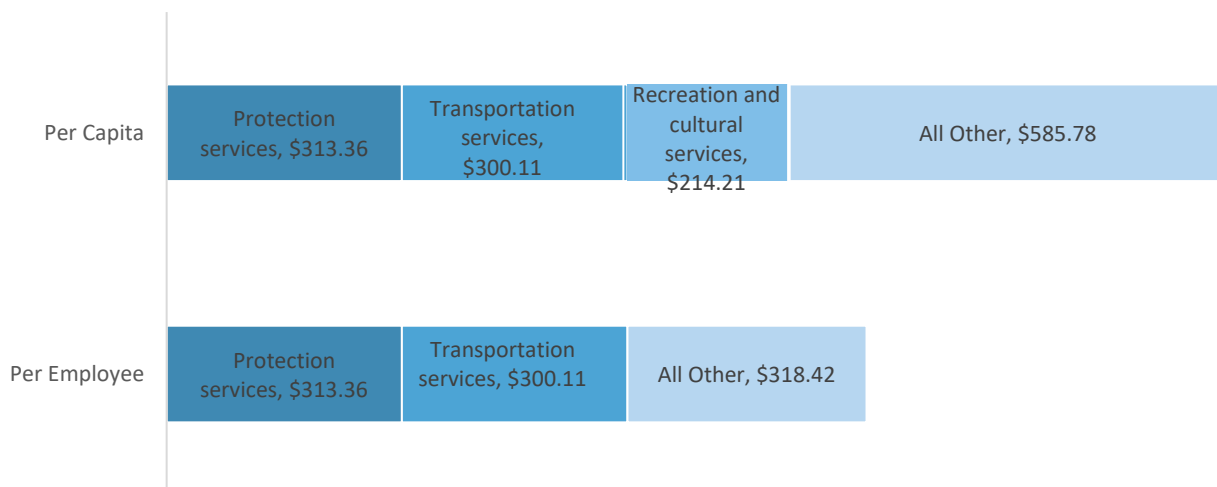 Per Capita
Protection
services, $313.36
Transportation
services,
$300.11
Recreation and
cultural
services,
$214.21
All Other, $585.78
Per Employee
Protection
services, $313.36
Transportation
services, $300.11
All Other, $318.42